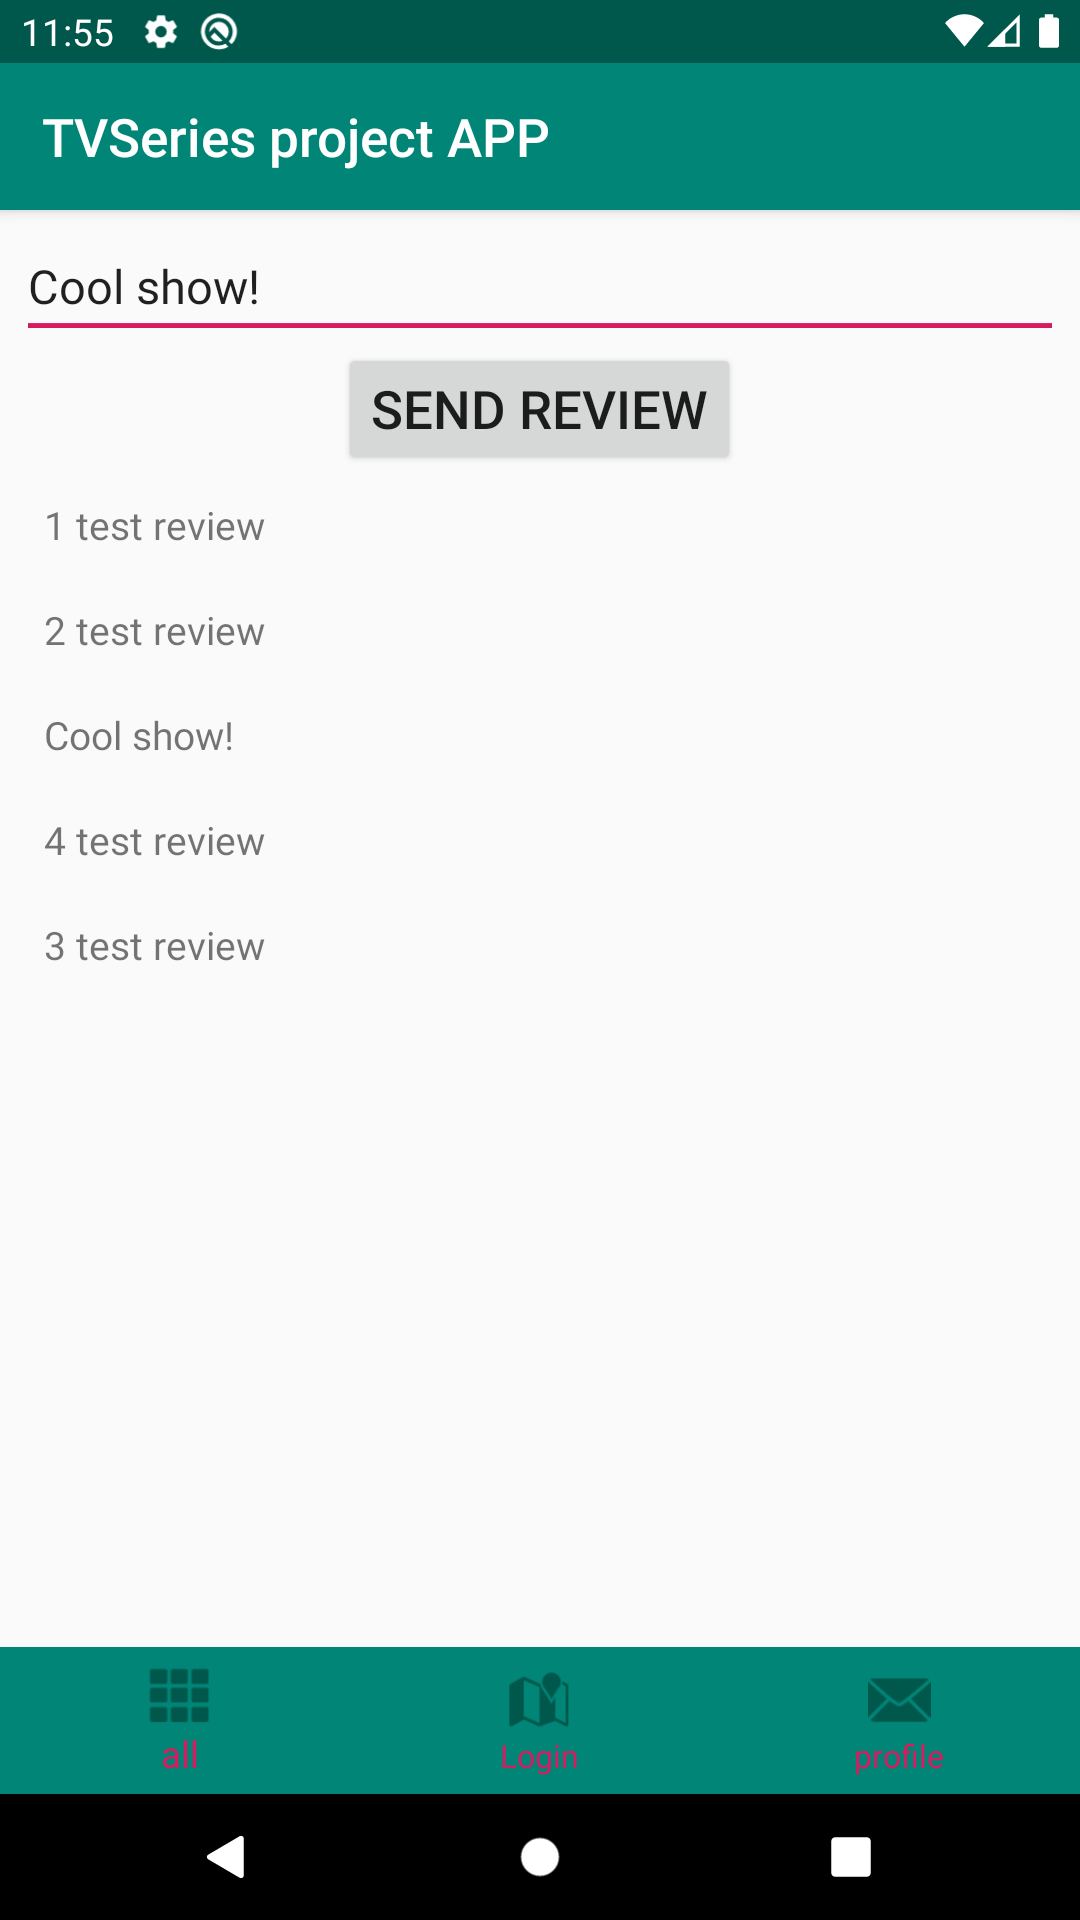 11:55
TVSeries project APP
Cool show!
SEND REVIEW
1 test review
2 test review
Cool show!
4 test review
3 test review
all
Login
profile